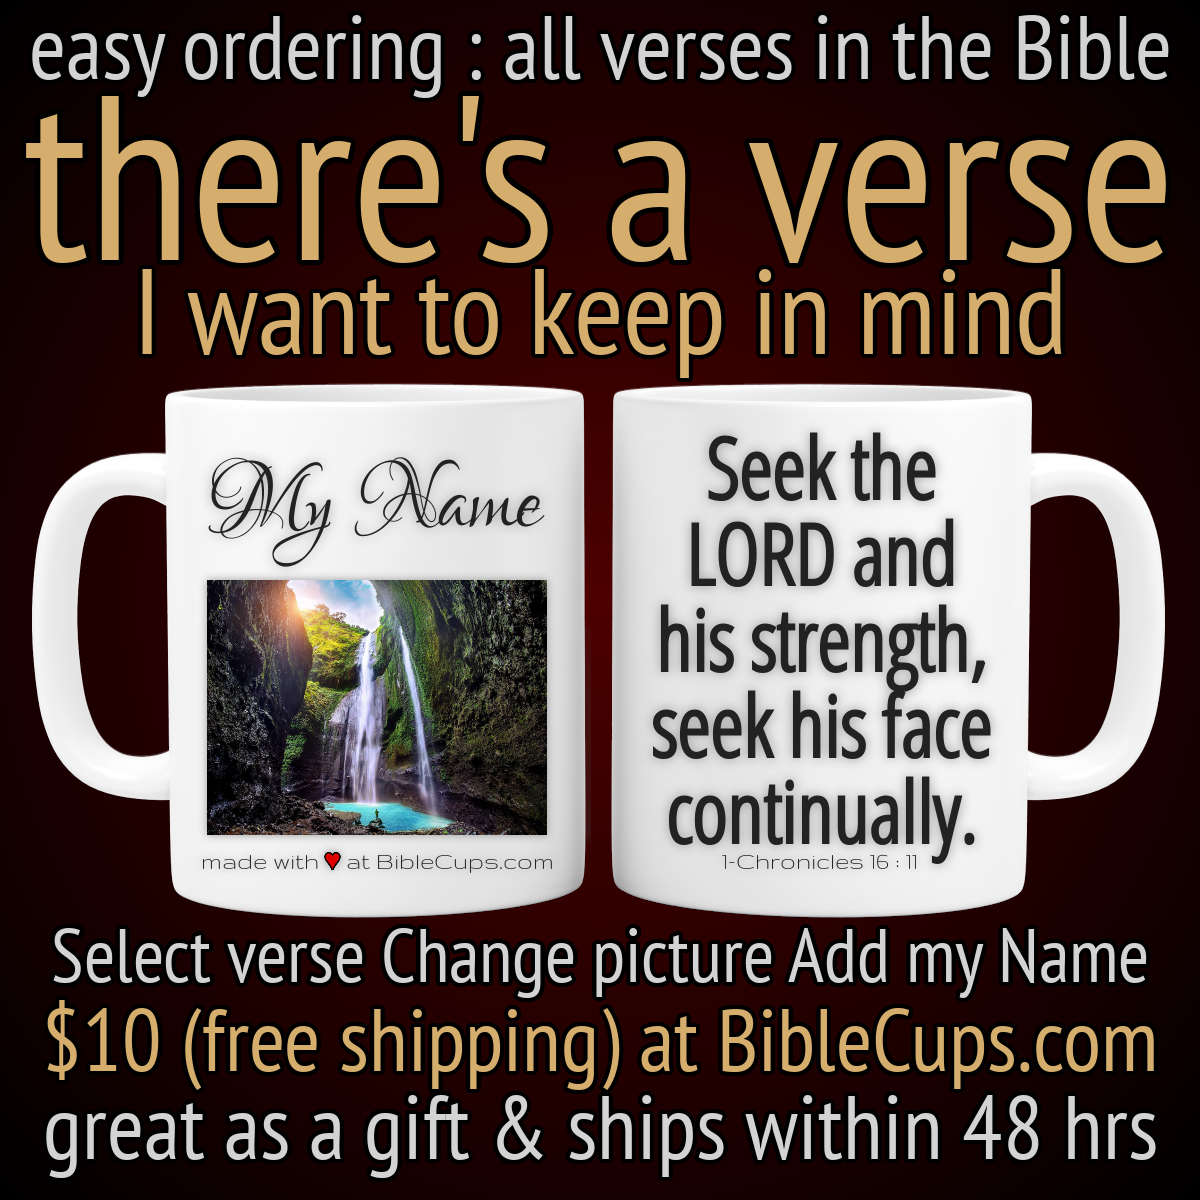 easy ordering : all verses in the Bible
there's a verse
I want to keep in mind
My Name
made with ♥ at BibleCups.com
Seek the
LORD and
his strength,
seek his face
continually.
1-Chronicles 16 : 11
Select verse Change picture Add my Name
$10 (free shipping) at BibleCups.com
great as a gift & ships within 48 hrs